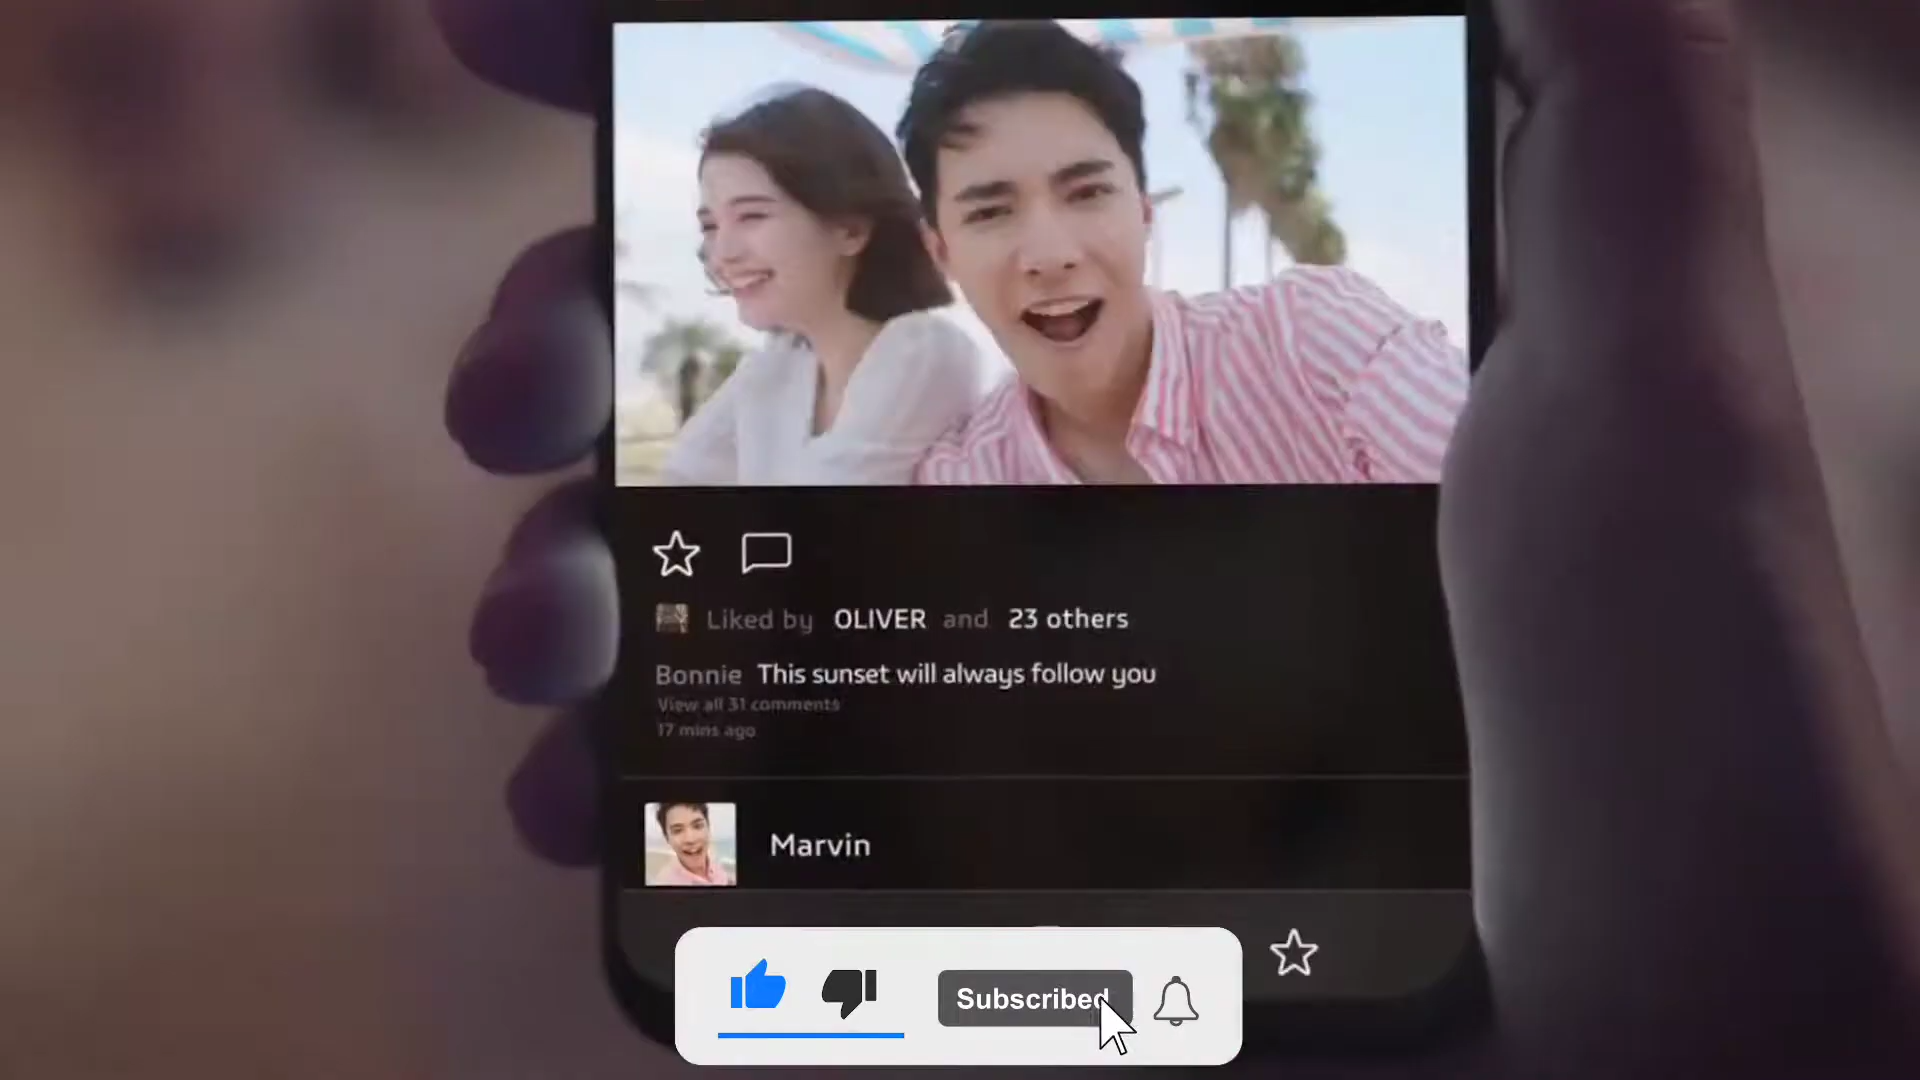 Liked by OLIVER and 23 others
Bonnie This sunset will always follow you
View all 31 comments
17 mins ago
Marvin
Subscribed